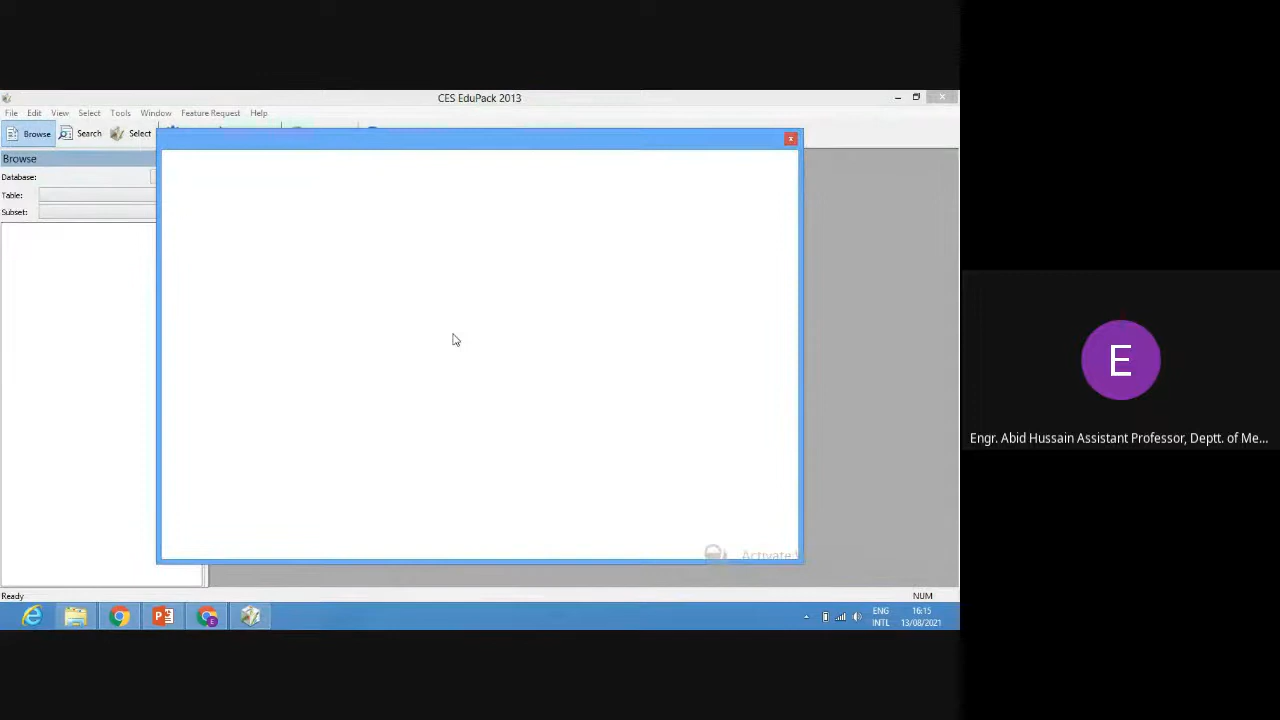 CES EduPack 2013
File Edit View Select Tools Window Feature Request Help
Browse Search Select
Browse
Database:
Table:
Subset:
E
Engr. Abid Hussain Assistant Professor, Deptt. of Me...
Activate
Ready
NUM
ENG 16:15
INTL 13/08/2021